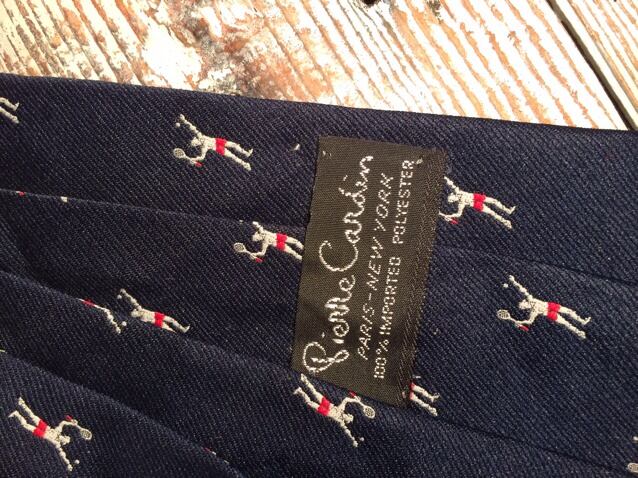 Pierre Cardin
PARIS-NEW YORK
100% IMPORTED POLYESTER